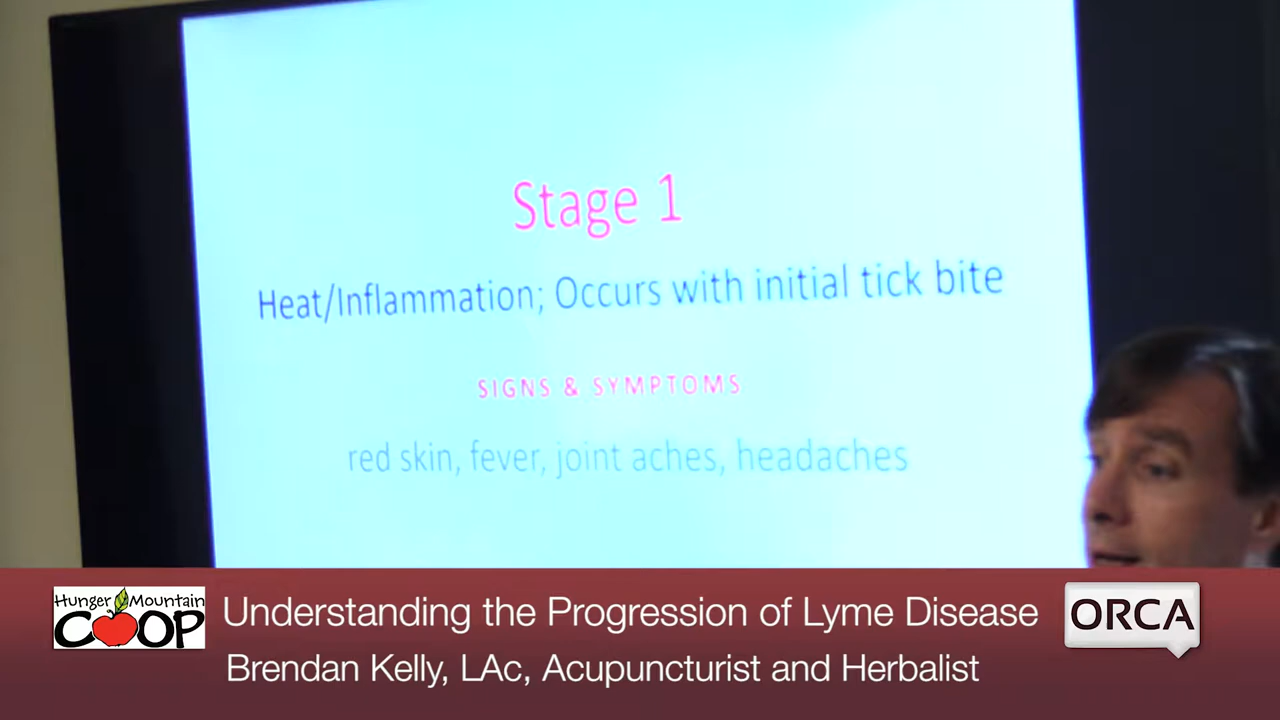 Stage 1
Heat/Inflammation; Occurs with initial tick bite
SIGNS & SYMPTOMS
red skin, fever, joint aches, headaches
Hunger Mountain
COOP
Understanding the Progression of Lyme Disease
Brendan Kelly, LAc, Acupuncturist and Herbalist
ORCA